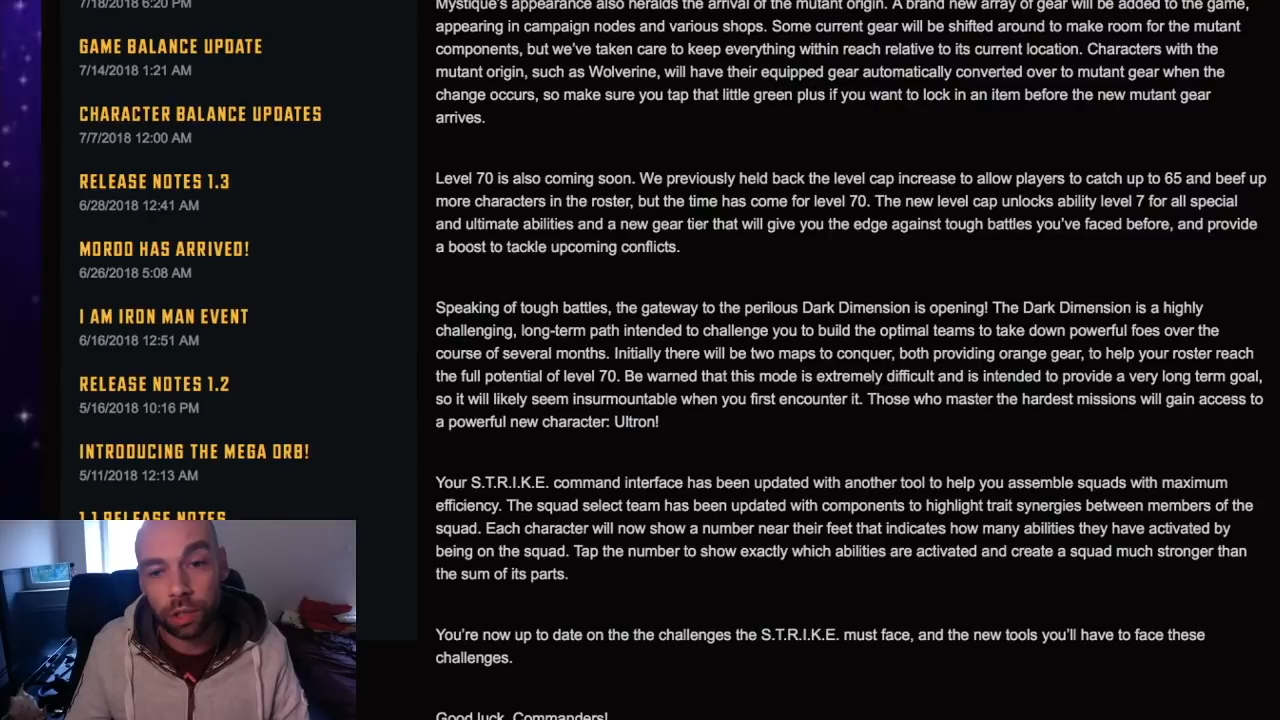 7/18/2018 6:20 PM
GAME BALANCE UPDATE
7/14/2018 1:21 AM
CHARACTER BALANCE UPDATES
7/7/2018 12:00 AM
RELEASE NOTES 1.3
6/28/2018 12:41 AM
MORDO HAS ARRIVED!
6/26/2018 5:08 AM
I AM IRON MAN EVENT
6/16/2018 12:51 AM
RELEASE NOTES 1.2
5/16/2018 10:16 PM
INTRODUCING THE MEGA ORB!
5/11/2018 12:13 AM
1.1 RELEASE NOTES
Mystique's appearance also heralds the arrival of the mutant origin. A brand new array of gear will be added to the game,
appearing in campaign nodes and various shops. Some current gear will be shifted around to make room for the mutant
components, but we've taken care to keep everything within reach relative to its current location. Characters with the
mutant origin, such as Wolverine, will have their equipped gear automatically converted over to mutant gear when the
change occurs, so make sure you tap that little green plus if you want to lock in an item before the new mutant gear
arrives.
Level 70 is also coming soon. We previously held back the level cap increase to allow players to catch up to 65 and beef up
more characters in the roster, but the time has come for level 70. The new level cap unlocks ability level 7 for all special
and ultimate abilities and a new gear tier that will give you the edge against tough battles you've faced before, and provide
a boost to tackle upcoming conflicts.
Speaking of tough battles, the gateway to the perilous Dark Dimension is opening! The Dark Dimension is a highly
challenging, long-term path intended to challenge you to build the optimal teams to take down powerful foes over the
course of several months. Initially there will be two maps to conquer, both providing orange gear, to help your roster reach
the full potential of level 70. Be warned that this mode is extremely difficult and is intended to provide a very long term goal,
so it will likely seem insurmountable when you first encounter it. Those who master the hardest missions will gain access to
a powerful new character: Ultron!
Your S.T.R.I.K.E. command interface has been updated with another tool to help you assemble squads with maximum
efficiency. The squad select team has been updated with components to highlight trait synergies between members of the
squad. Each character will now show a number near their feet that indicates how many abilities they have activated by
being on the squad. Tap the number to show exactly which abilities are activated and create a squad much stronger than
the sum of its parts.
You're now up to date on the the challenges the S.T.R.I.K.E. must face, and the new tools you'll have to face these
challenges.
Good luck, Commanders!